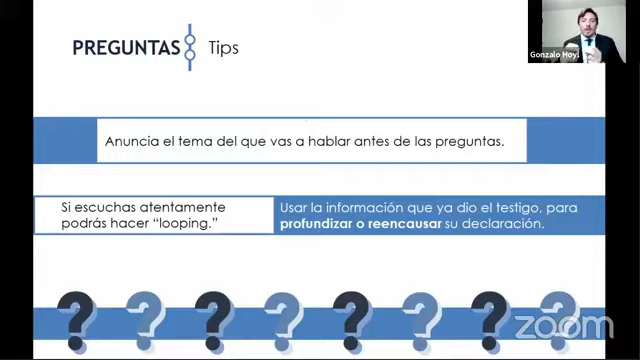 PREGUNTAS Tips
Gonzalo Hoy
Anuncia el tema del que vas a hablar antes de las preguntas.
Si escuchas atentamente
podrás hacer “looping.”
Usar la información que ya dio el testigo, para
profundizar o reencausar su declaración.
? ? ? ? ? ? ? ?
zoom